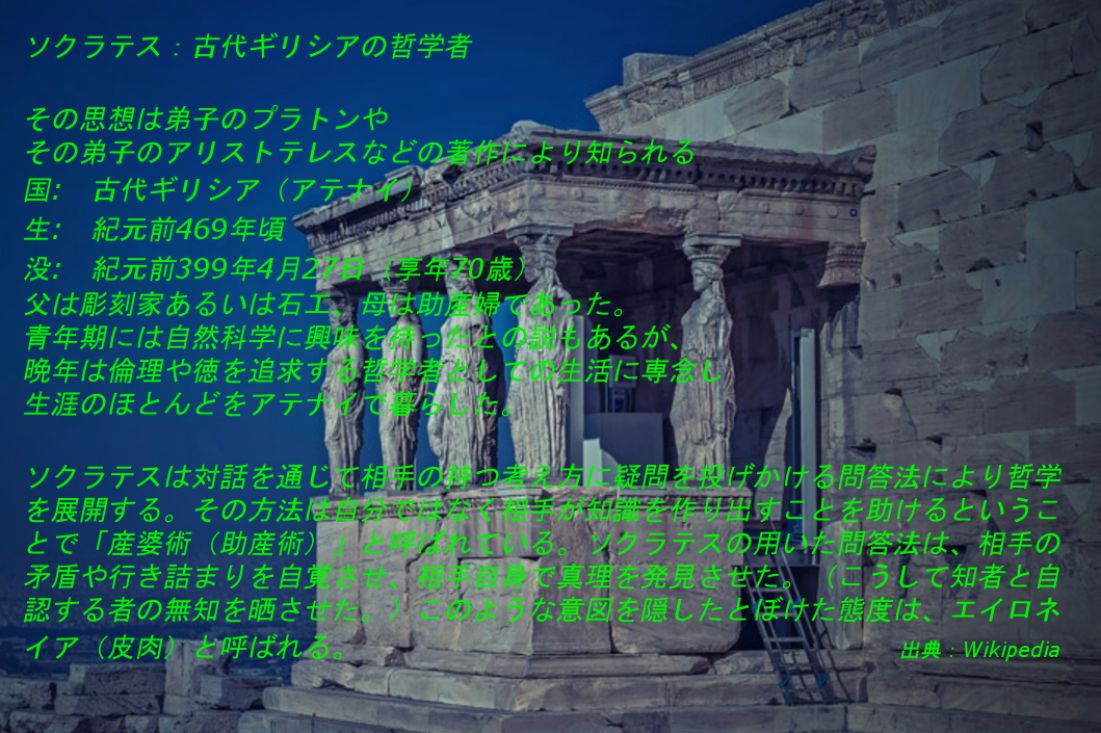 ソクラテス：古代ギリシアの哲学者
その思想は弟子のプラトンや
その弟子のアリストテレスなどの著作により知られる
国:　古代ギリシア（アテナイ）
生:　紀元前469年頃
没:　紀元前399年4月27日（享年70歳）
父は彫刻家あるいは石工、母は助産婦であった。
青年期には自然科学に興味を持ったとの説もあるが、
晩年は倫理や徳を追求する哲学者としての生活に専念し
生涯のほとんどをアテナイで暮らした。
ソクラテスは対話を通じて相手の持つ考え方に疑問を投げかける問答法により哲学
を展開する。その方法は自分ではなく相手が知識を作り出すことを助けるというこ
とで「産婆術（助産術）」と呼ばれている。ソクラテスの用いた問答法は、相手の
矛盾や行き詰まりを自覚させ、相手自身で真理を発見させた。（こうして知者と自
認する者の無知を晒させた。）このような意図を隠したとぼけた態度は、エイロネ
イア（皮肉）と呼ばれる。
出典：Wikipedia